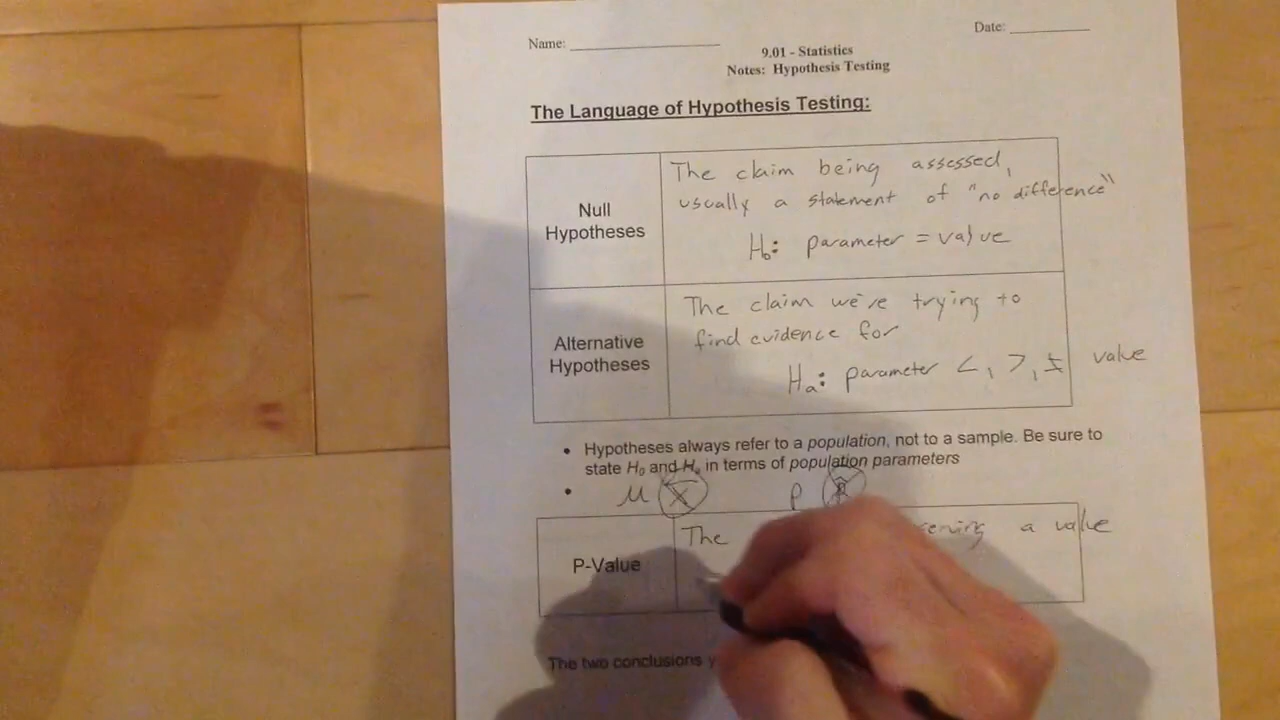 Name: ____________ Date: ________
9.01 - Statistics
Notes: Hypothesis Testing
The Language of Hypothesis Testing:
Null
Hypotheses
The claim being assessed,
usually a statement of "no difference"
H₀: parameter = value
Alternative
Hypotheses
The claim we're trying to
find evidence for
Hₐ: parameter <, >, ≠ value
• Hypotheses always refer to a population, not to a sample. Be sure to
state H₀ and Hₐ in terms of population parameters
• μ x̄ p
P-Value
The a value
The two conclusions